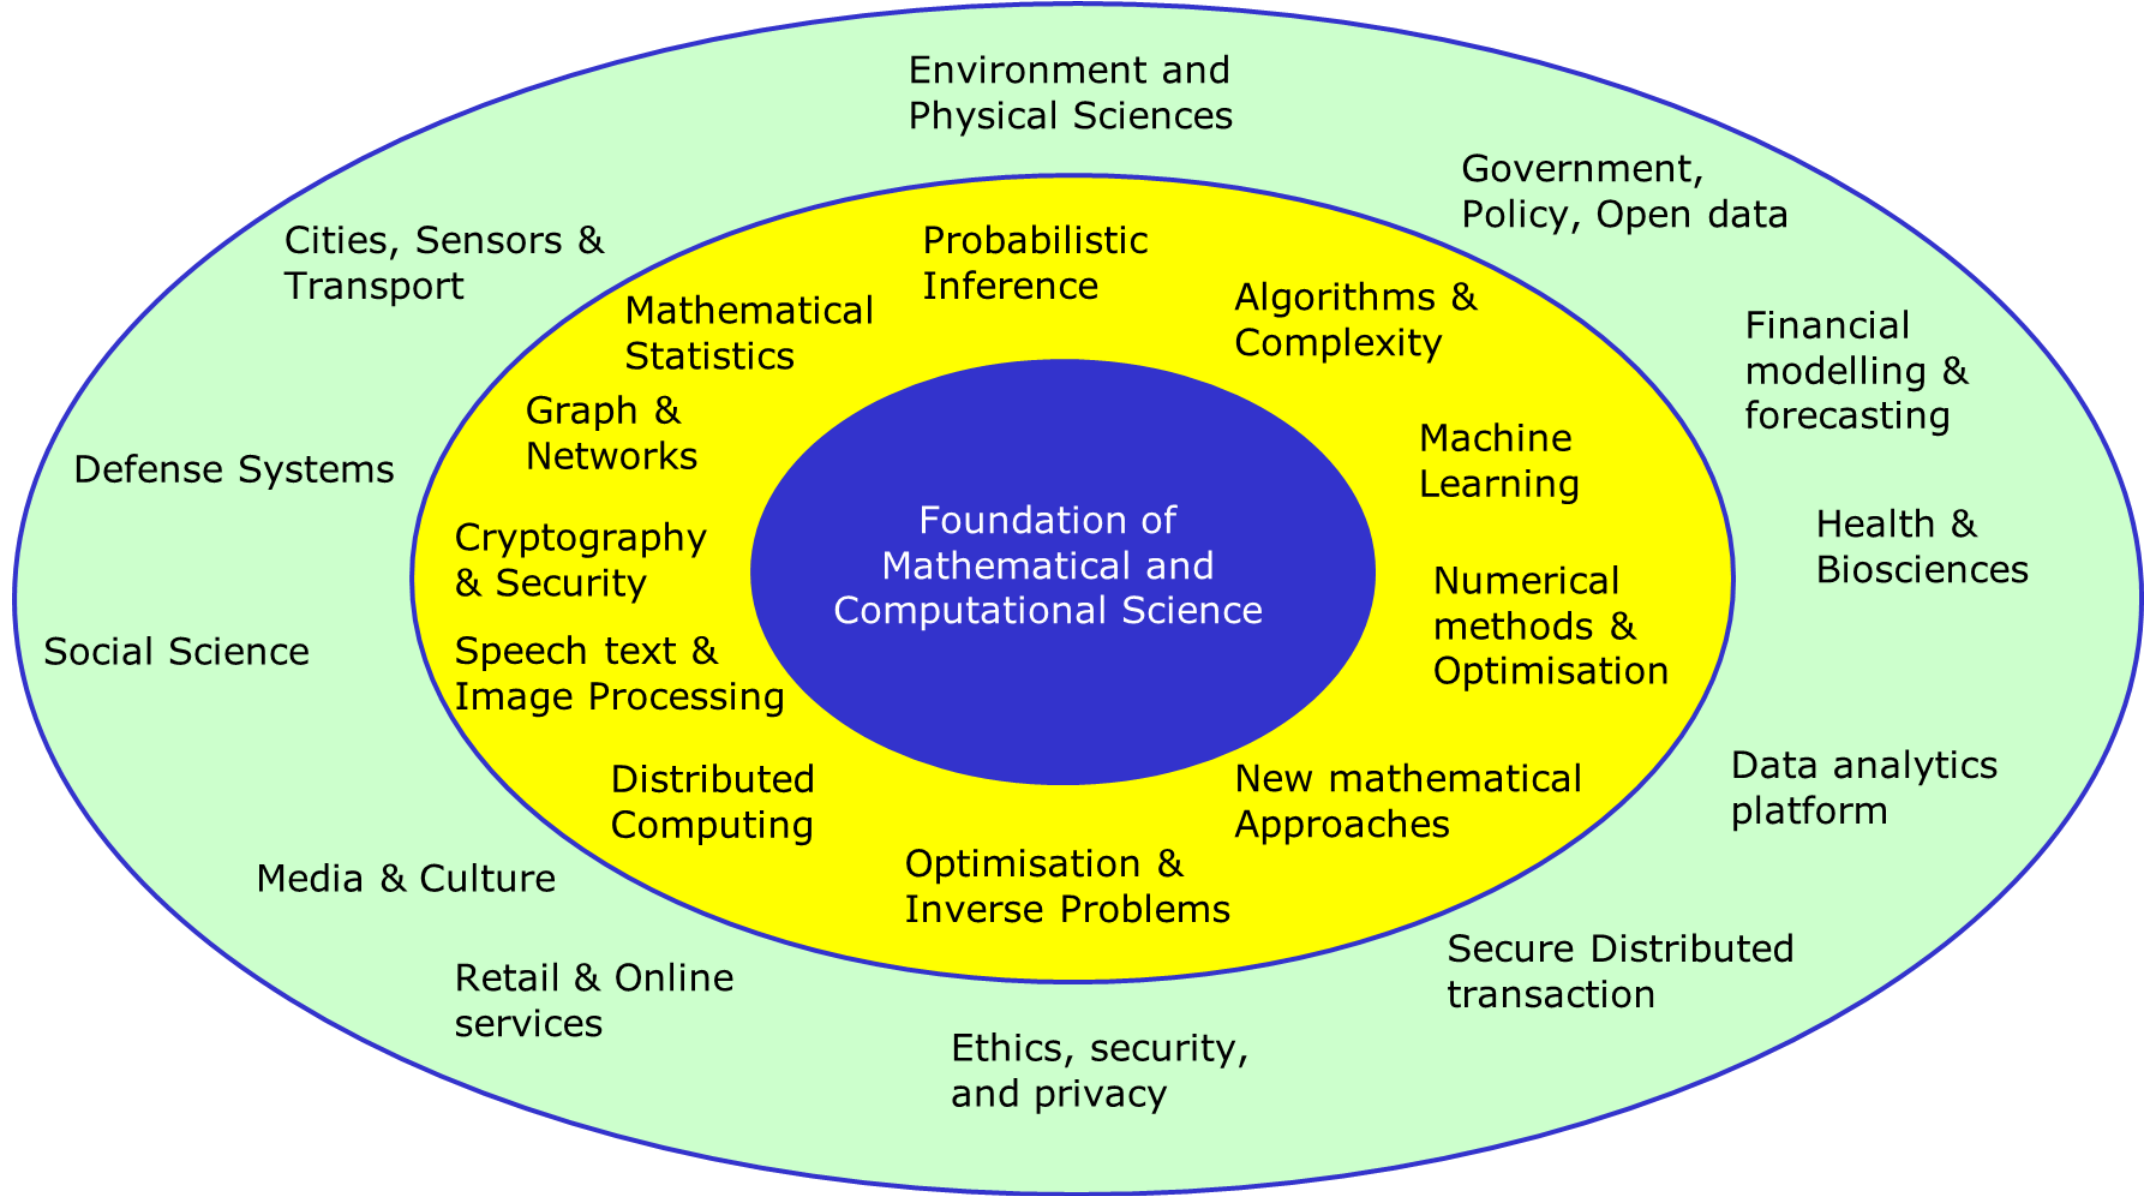 Environment and
Physical Sciences
Government,
Policy, Open data
Cities, Sensors &
Transport
Probabilistic
Inference
Mathematical
Statistics
Algorithms &
Complexity
Financial
modelling &
forecasting
Graph &
Networks
Machine
Learning
Defense Systems
Foundation of
Mathematical and
Computational Science
Cryptography
& Security
Health &
Biosciences
Numerical
methods &
Optimisation
Social Science
Speech text &
Image Processing
Distributed
Computing
New mathematical
Approaches
Data analytics
platform
Optimisation &
Inverse Problems
Media & Culture
Secure Distributed
transaction
Retail & Online
services
Ethics, security,
and privacy